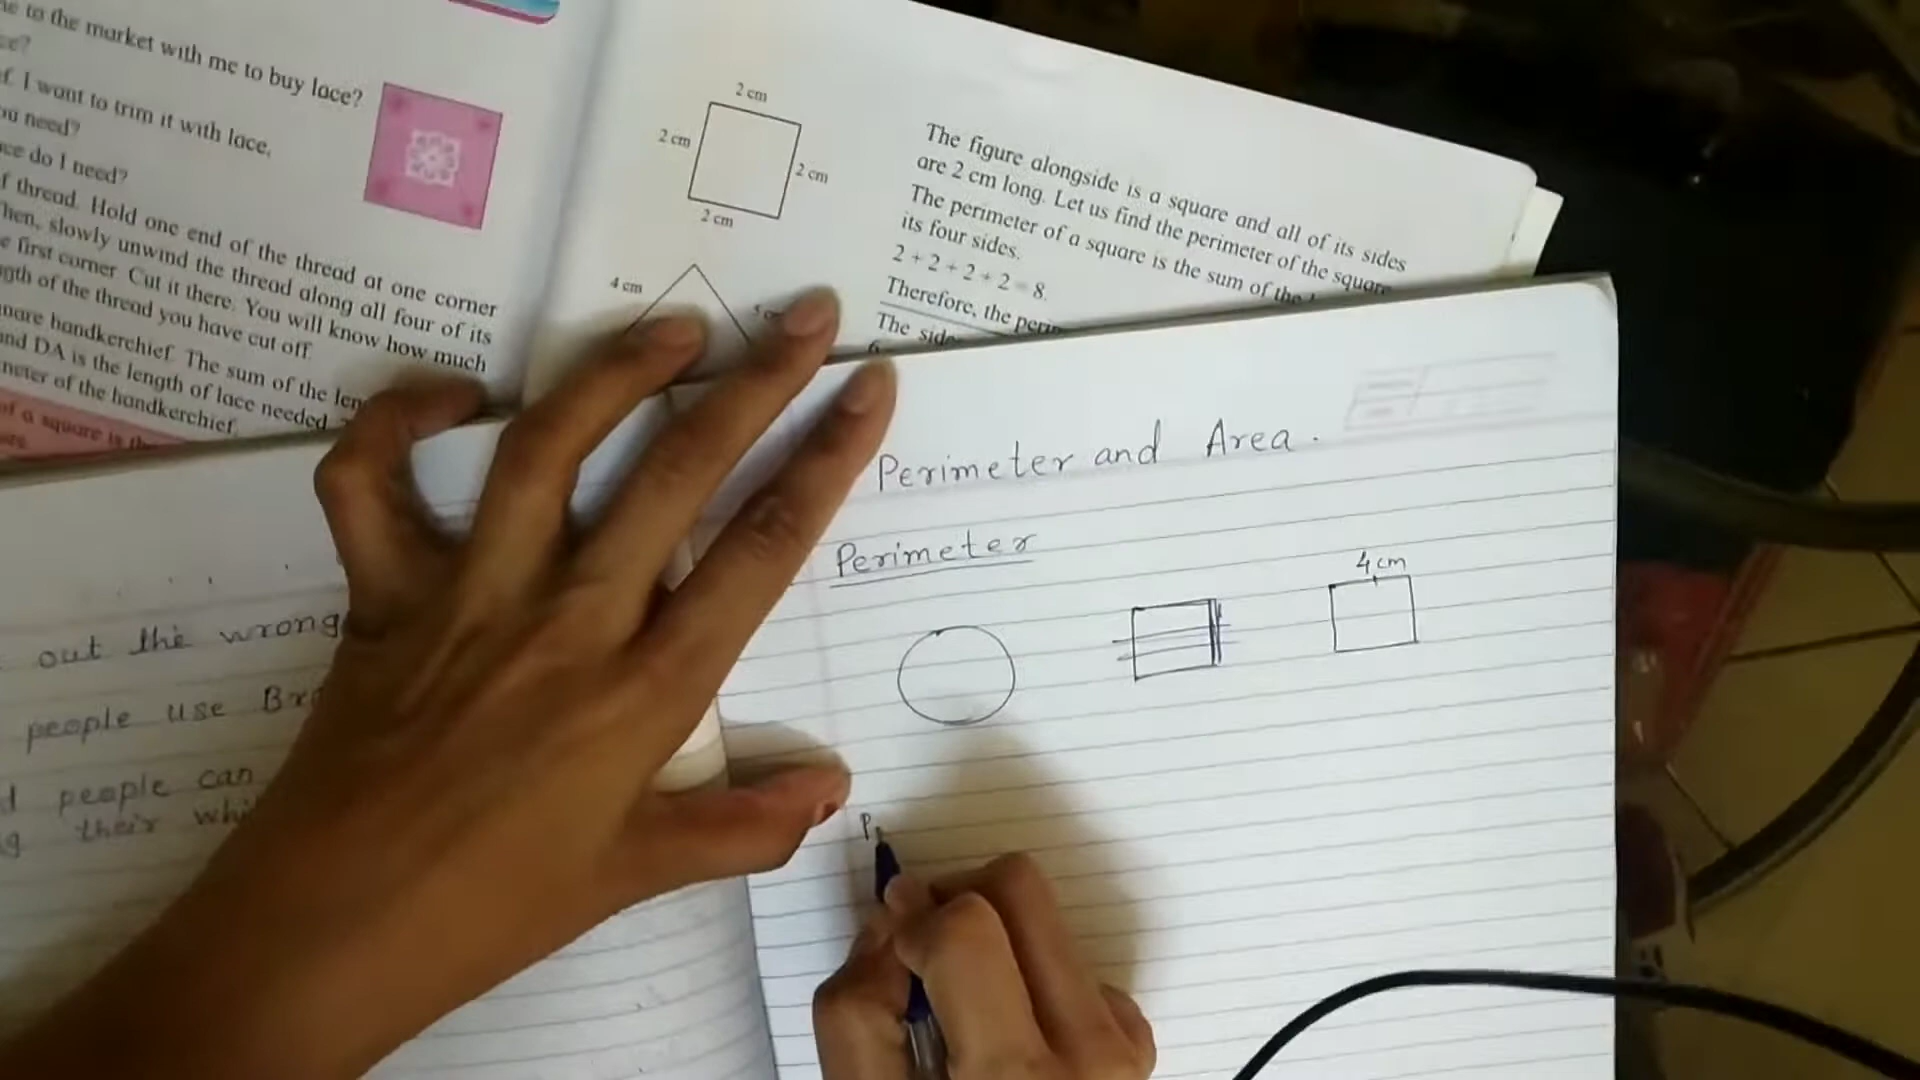 to the market with me to buy lace?
I want to trim it with lace,
need?
do I need?
thread. Hold one end of the thread at one corner
slowly unwind the thread along all four of its
first corner. Cut it there. You will know how much
of the thread you have cut off.
handkerchief. The sum of the
and DA is the length of lace needed
of the handkerchief.
of a square is the
2 cm
2 cm
2 cm
2 cm
4 cm
The figure alongside is a square and all of its sides
are 2 cm long. Let us find the perimeter of the square
The perimeter of a square is the sum of the
its four sides.
2 + 2 + 2 + 2 = 8.
Therefore, the
The
out the wrong
people use
people can
their
Perimeter and Area.
Perimeter
4 cm
P